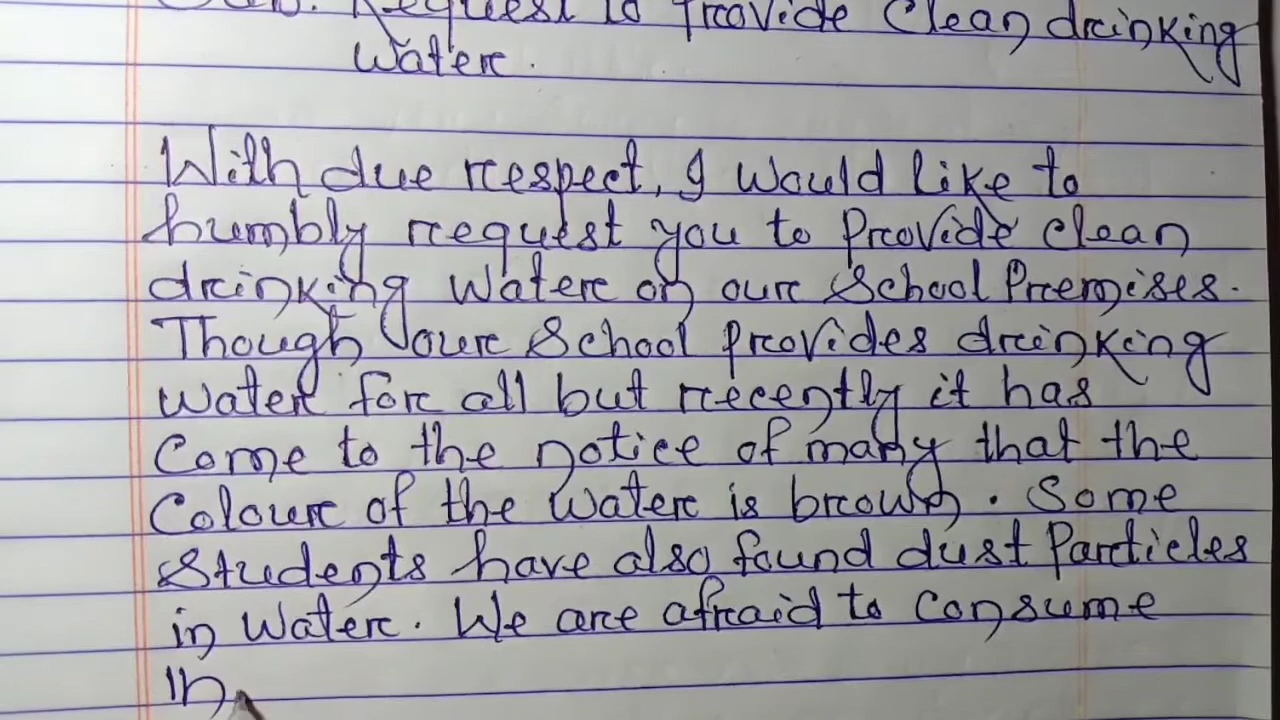 Sub: Request to Provide Clean drinking
Water.
With due respect, I would like to
humbly request you to Provide clean
drinking water on our School Premises.
Though our School provides drinking
water for all but recently it has
Come to the notice of many that the
Colour of the water is brown. Some
Students have also found dust Particles
in water. We are afraid to consume
th